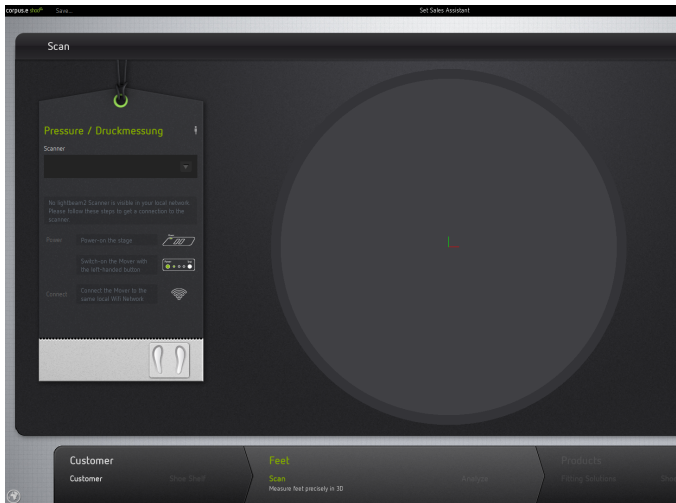 corpus.e shoe
Save...
Set Sales Assistant
Scan
Pressure / Druckmessung
Scanner
No lightbeam2 Scanner is visible in your local network.
Please follow these steps to get a connection to the
scanner.
Power
Power-on the stage
Switch-on the Mover with
the left-handed button
Connect
Connect the Mover to the
same local Wifi Network
Customer
Customer
Show Shelf
Feet
Scan
Analyze
Measure feet precisely in 3D
Products
Fitting Solutions